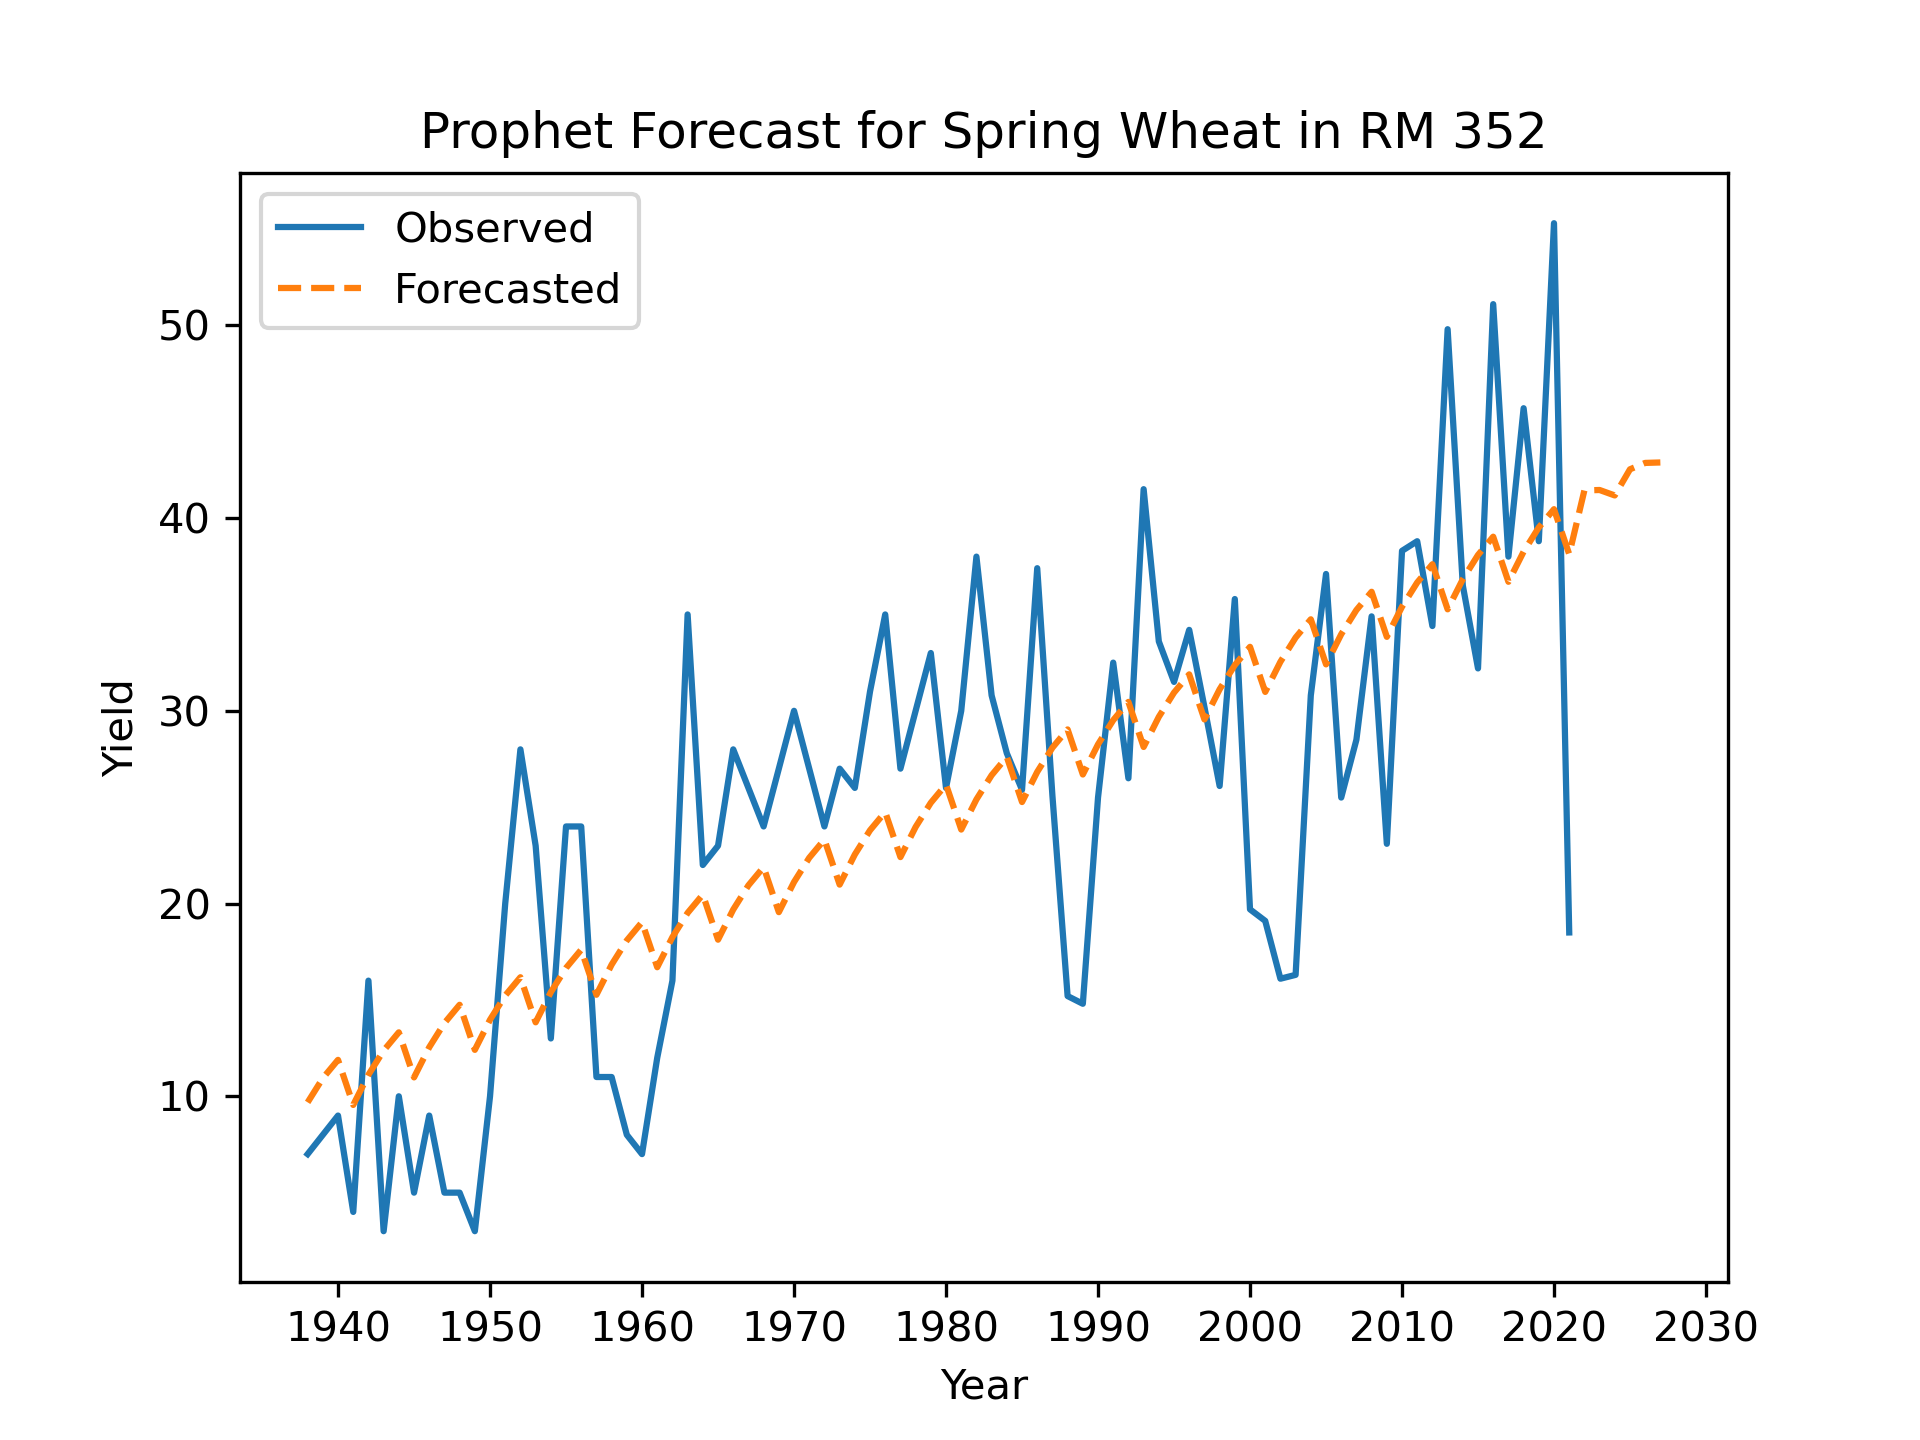 Prophet Forecast for Spring Wheat in RM 352
Observed
Forecasted
50
40
30
20
10
Yield
1940 1950 1960 1970 1980 1990 2000 2010 2020 2030
Year